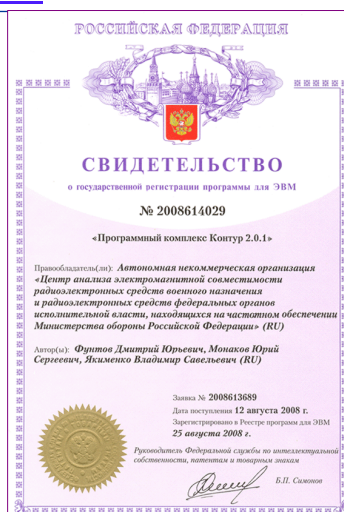 РОССИЙСКАЯ ФЕДЕРАЦИЯ
СВИДЕТЕЛЬСТВО
о государственной регистрации программы для ЭВМ
№ 2008614029
«Программный комплекс Контур 2.0.1»
Правообладатель(ли): Автономная некоммерческая организация
«Центр анализа электромагнитной совместимости
радиоэлектронных средств военного назначения
и радиоэлектронных средств федеральных органов
исполнительной власти, находящихся на частотном обеспечении
Министерства обороны Российской Федерации» (RU)
Автор(ы): Фунтов Дмитрий Юрьевич, Монаков Юрий
Сергеевич, Якименко Владимир Савельевич (RU)
Заявка № 2008613689
Дата поступления 12 августа 2008 г.
Зарегистрировано в Реестре программ для ЭВМ
25 августа 2008 г.
Руководитель Федеральной службы по интеллектуальной
собственности, патентам и товарным знакам
Б.П. Симонов